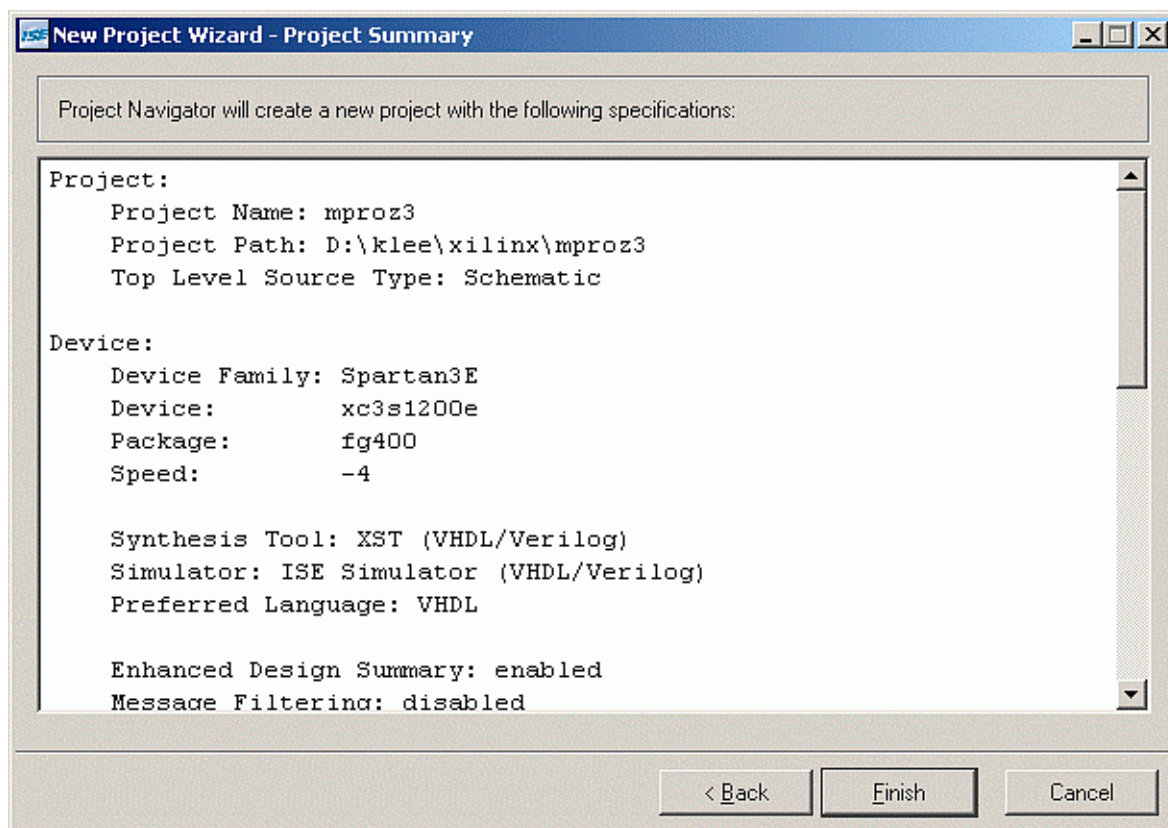 ISE New Project Wizard - Project Summary
Project Navigator will create a new project with the following specifications:
Project:
Project Name: mproz3
Project Path: D:\klee\xilinx\mproz3
Top Level Source Type: Schematic
Device:
Device Family: Spartan3E
Device: xc3s1200e
Package: fg400
Speed: -4
Synthesis Tool: XST (VHDL/Verilog)
Simulator: ISE Simulator (VHDL/Verilog)
Preferred Language: VHDL
Enhanced Design Summary: enabled
Message Filtering: disabled
< Back Finish Cancel